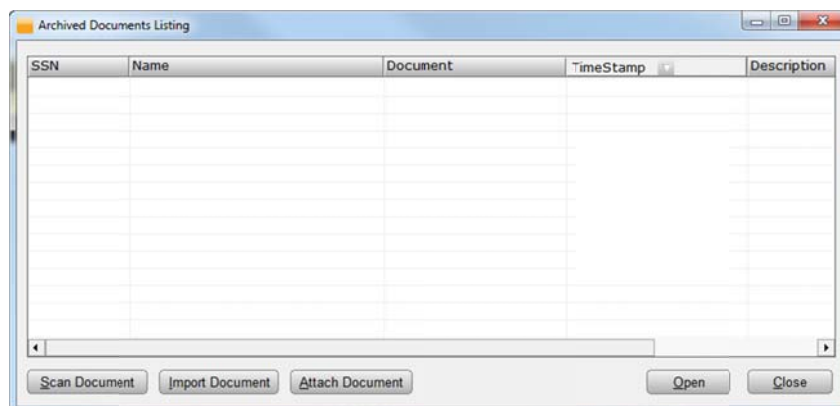 Archived Documents Listing
SSN Name Document TimeStamp Description
Scan Document Import Document Attach Document Open Close